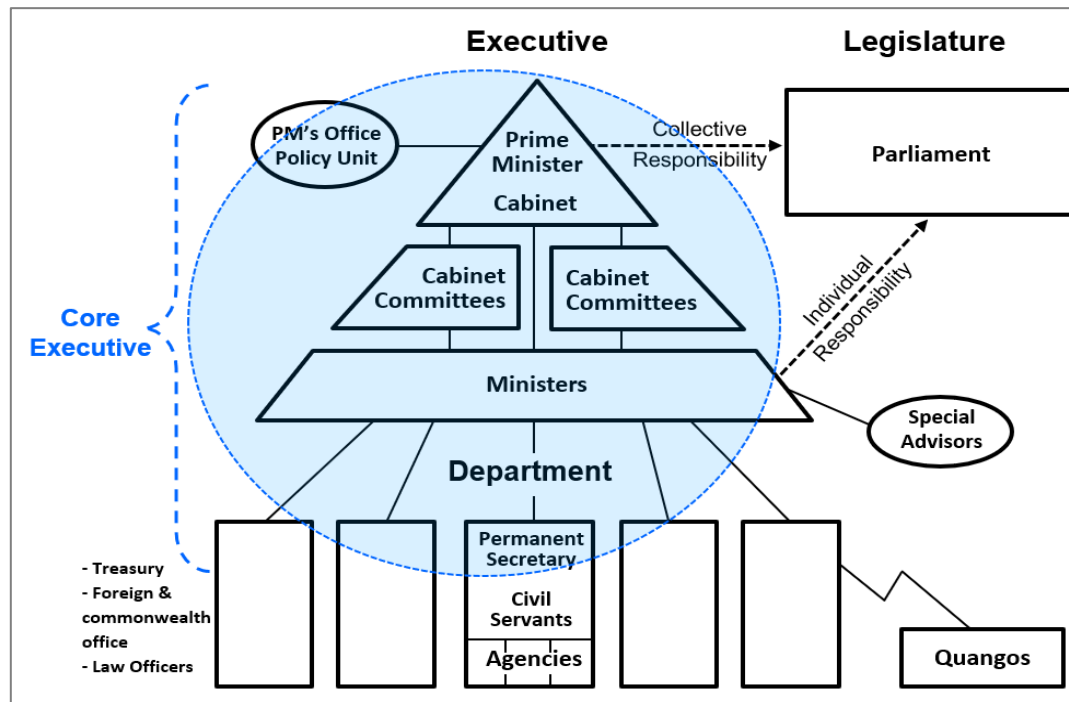 Executive
Legislature
PM's Office
Policy Unit
Prime
Minister
Cabinet
Collective
Responsibility
Parliament
Cabinet
Committees
Cabinet
Committees
Individual
Responsibility
Core
Executive
Ministers
Special
Advisors
Department
Permanent
Secretary
Civil
Servants
Agencies
- Treasury
- Foreign &
commonwealth
office
- Law Officers
Quangos